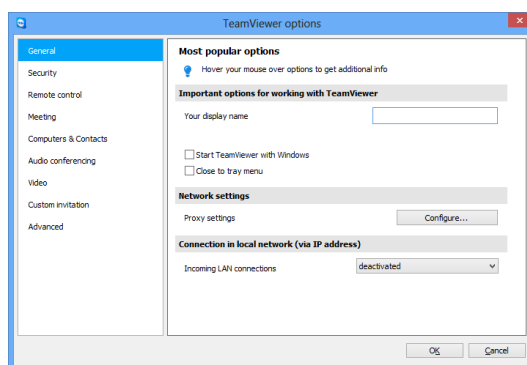 TeamViewer options
General
Security
Remote control
Meeting
Computers & Contacts
Audio conferencing
Video
Custom invitation
Advanced
Most popular options
Hover your mouse over options to get additional info
Important options for working with TeamViewer
Your display name
Start TeamViewer with Windows
Close to tray menu
Network settings
Proxy settings
Configure...
Connection in local network (via IP address)
Incoming LAN connections
deactivated
OK
Cancel